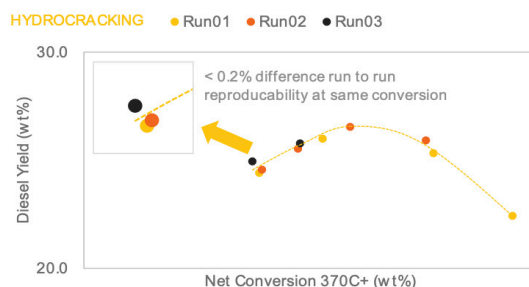 HYDROCRACKING Run01 Run02 Run03
30.0
< 0.2% difference run to run
reproducability at same conversion
Diesel Yield (wt%)
20.0
Net Conversion 370C+ (wt%)